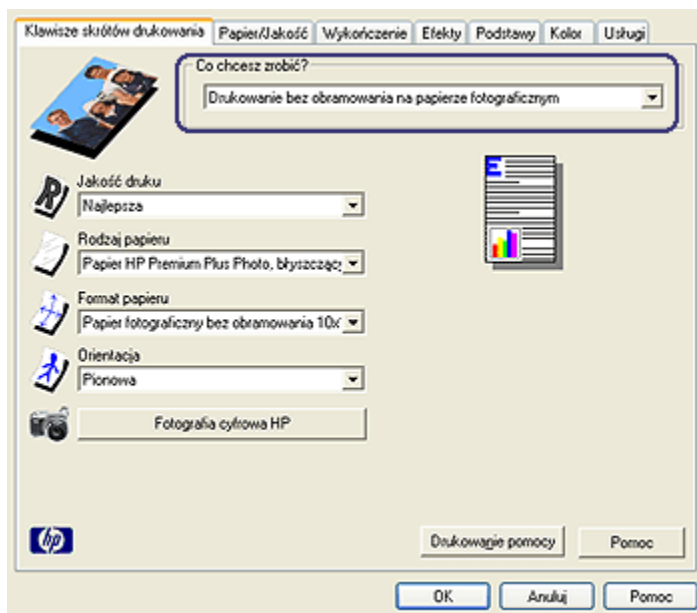 Klawisze skrótów drukowania Papier/Jakość Wykończenie Efekty Podstawy Kolor Usługi
Co chcesz zrobić?
Drukowanie bez obramowania na papierze fotograficznym
Jakość druku
Najlepsza
Rodzaj papieru
Papier HP Premium Plus Photo, błyszczący
Format papieru
Papier fotograficzny bez obramowania 10x
Orientacja
Pionowa
Fotografia cyfrowa HP
hp
Drukowanie pomocy Pomoc
OK Anuluj Pomoc